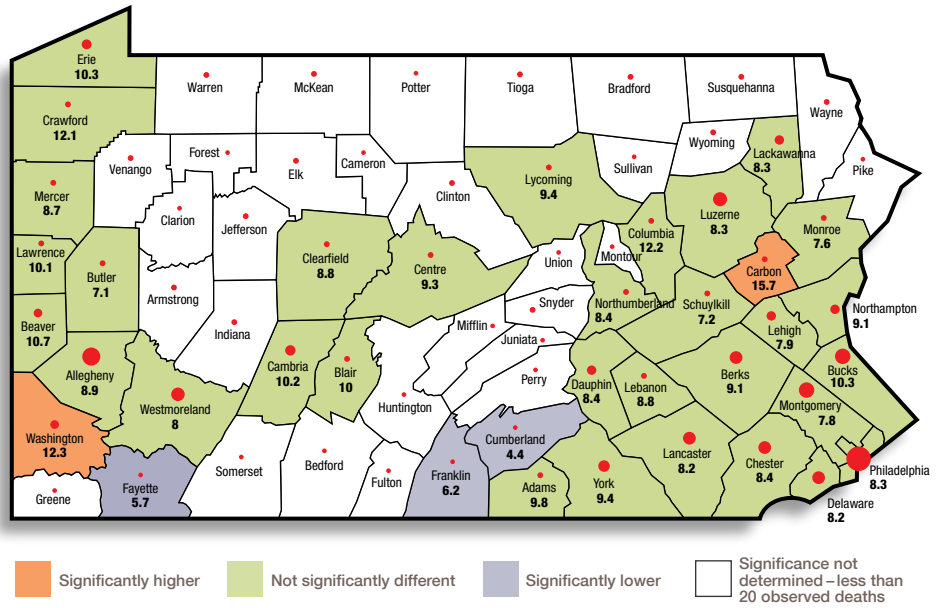 Erie
10.3
Warren
McKean
Potter
Tioga
Bradford
Susquehanna
Wayne
Crawford
12.1
Venango
Forest
Elk
Cameron
Clinton
Lycoming
9.4
Sullivan
Wyoming
Lackawanna
8.3
Pike
Mercer
8.7
Clarion
Jefferson
Clearfield
8.8
Centre
9.3
Union
Montour
Columbia
12.2
Luzerne
8.3
Monroe
7.6
Lawrence
10.1
Butler
7.1
Armstrong
Indiana
Snyder
Northumberland
8.4
Schuylkill
7.2
Carbon
15.7
Northampton
9.1
Beaver
10.7
Allegheny
8.9
Westmoreland
8
Cambria
10.2
Blair
10
Mifflin
Juniata
Perry
Huntington
Dauphin
8.4
Lebanon
8.8
Berks
9.1
Lehigh
7.9
Bucks
10.3
Montgomery
7.8
Washington
12.3
Greene
Fayette
5.7
Somerset
Bedford
Fulton
Franklin
6.2
Cumberland
4.4
Adams
9.8
York
9.4
Lancaster
8.2
Chester
8.4
Philadelphia
8.3
Delaware
8.2
Significantly higher
Not significantly different
Significantly lower
Significance not
determined – less than
20 observed deaths